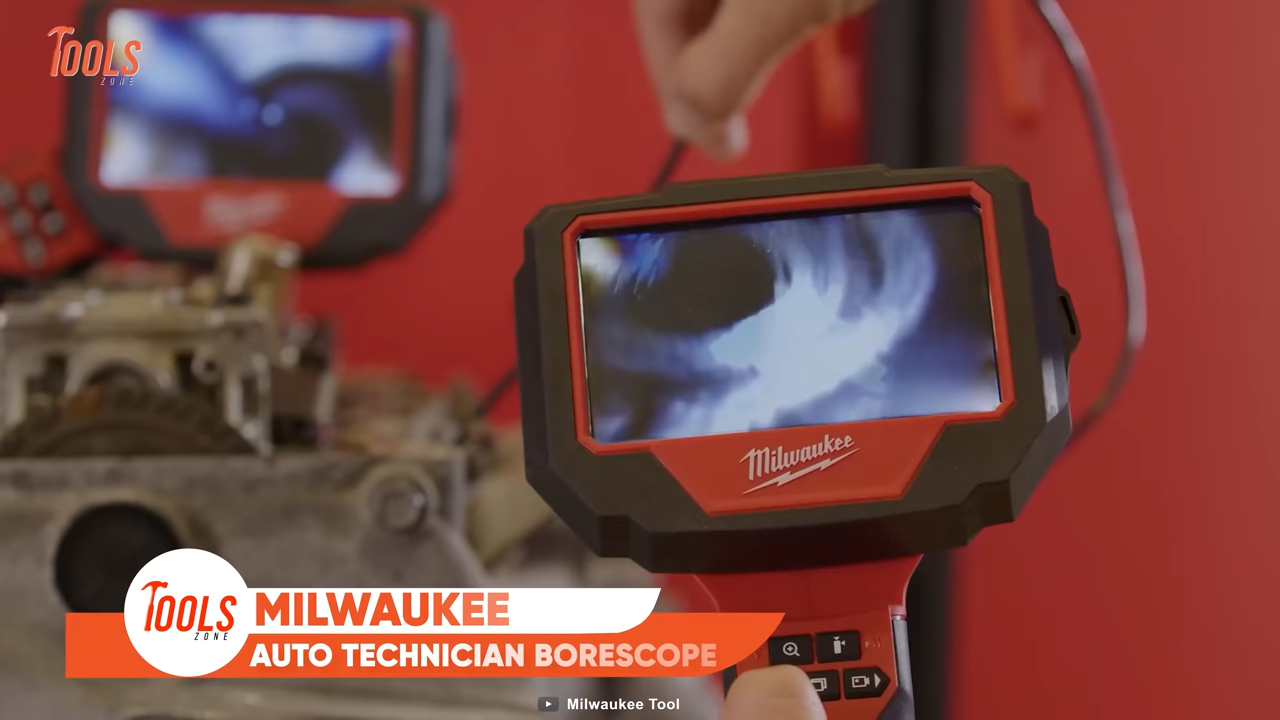 TOOLS
ZONE
Milwaukee
TOOLS
ZONE
MILWAUKEE
AUTO TECHNICIAN BORESCOPE
Milwaukee Tool